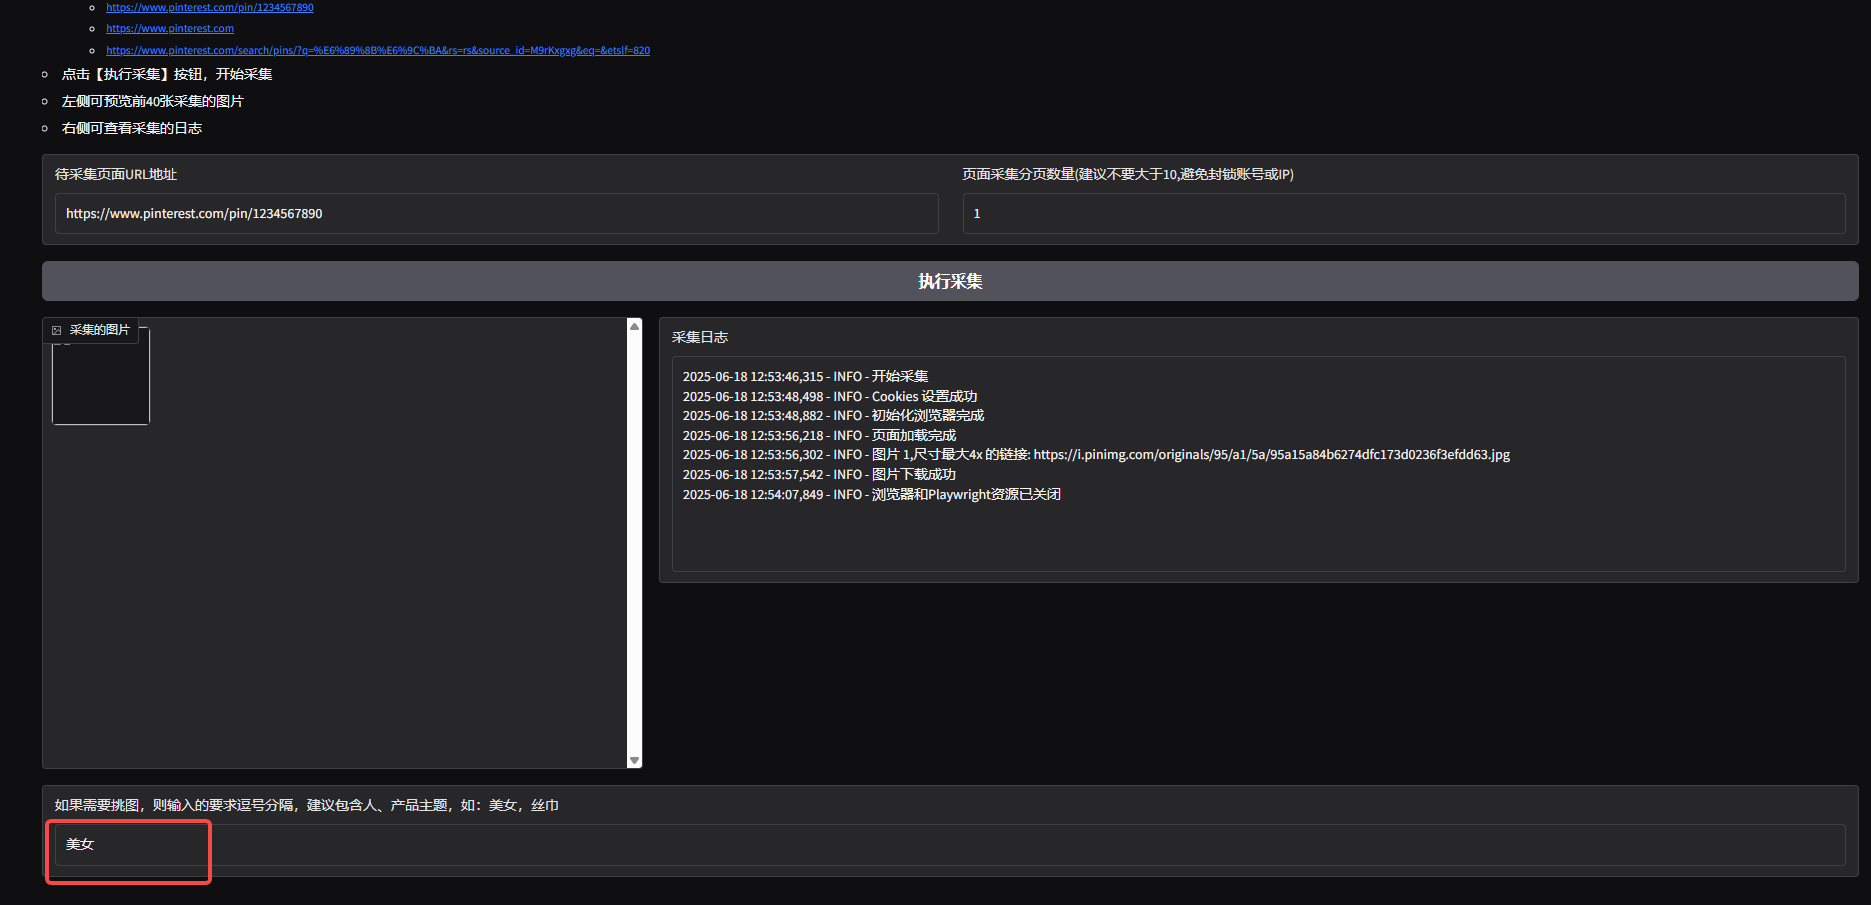 https://www.pinterest.com/pin/1234567890
https://www.pinterest.com
https://www.pinterest.com/search/pins/?q=%E6%89%8B%E6%9C%BA&rs=rs&source_id=M9rKxgxg&eq=&etslf=820
点击【执行采集】按钮，开始采集
左侧可预览前40张采集的图片
右侧可查看采集的日志
待采集页面URL地址
https://www.pinterest.com/pin/1234567890
页面采集分页数量(建议不要大于10,避免封锁账号或IP)
1
执行采集
采集的图片
采集日志
2025-06-18 12:53:46,315 - INFO - 开始采集
2025-06-18 12:53:48,498 - INFO - Cookies 设置成功
2025-06-18 12:53:48,882 - INFO - 初始化浏览器完成
2025-06-18 12:53:56,218 - INFO - 页面加载完成
2025-06-18 12:53:56,302 - INFO - 图片 1,尺寸最大4x 的链接: https://i.pinimg.com/originals/95/a1/5a/95a15a84b6274dfc173d0236f3efdd63.jpg
2025-06-18 12:53:57,542 - INFO - 图片下载成功
2025-06-18 12:54:07,849 - INFO - 浏览器和Playwright资源已关闭
如果需要挑图，则输入的要求逗号分隔，建议包含人、产品主题，如：美女，丝巾
美女